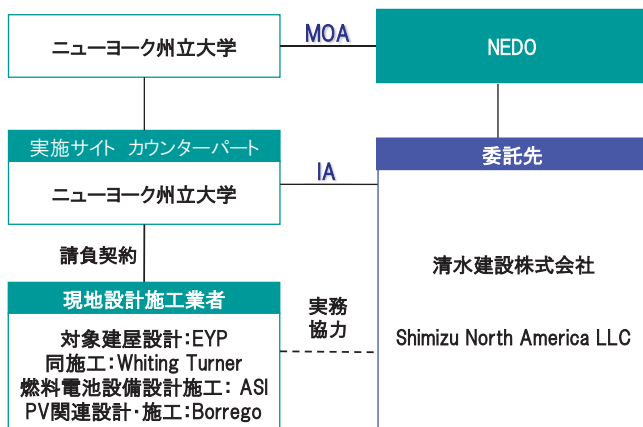 ニューヨーク州立大学
MOA
NEDO
実施サイト カウンターパート
ニューヨーク州立大学
IA
委託先
請負契約
清水建設株式会社
Shimizu North America LLC
現地設計施工業者
対象建屋設計:EYP
同施工:Whiting Turner
燃料電池設備設計施工: ASI
PV関連設計・施工:Borrego
実務
協力